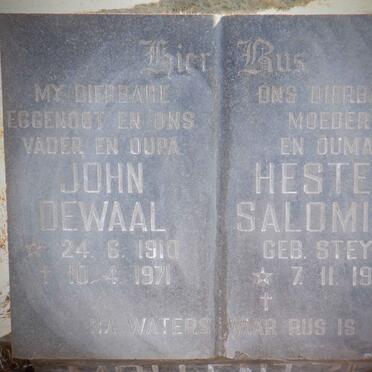 Hier Rus
MY DIERBARE
EGGENOOT EN ONS
VADER EN OUPA
JOHN
DEWAAL
☆ 24. 6. 1910
✝ 10. 4. 1971
ONS DIERB
MOEDER
EN OUMA
HESTE
SALOMI
GEB. STEY
☆ 7. 11. 19
✝
NA WATERS WAAR RUS IS